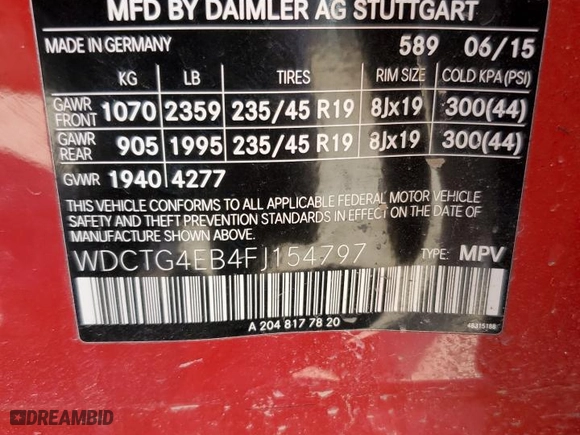 MFD BY DAIMLER AG STUTTGART
MADE IN GERMANY 589 06/15
KG LB TIRES RIM SIZE COLD KPA(PSI)
GAWR FRONT 1070 2359 235/45 R19 8Jx19 300(44)
GAWR REAR 905 1995 235/45 R19 8Jx19 300(44)
GVWR 1940 4277
THIS VEHICLE CONFORMS TO ALL APPLICABLE FEDERAL MOTOR VEHICLE
SAFETY AND THEFT PREVENTION STANDARDS IN EFFECT ON THE DATE
OF MANUFACTURE SHOWN ABOVE
WDCTG4EB4FJ154797 TYPE: MPV
A 204 817 78 20
48315188
DREAMBID